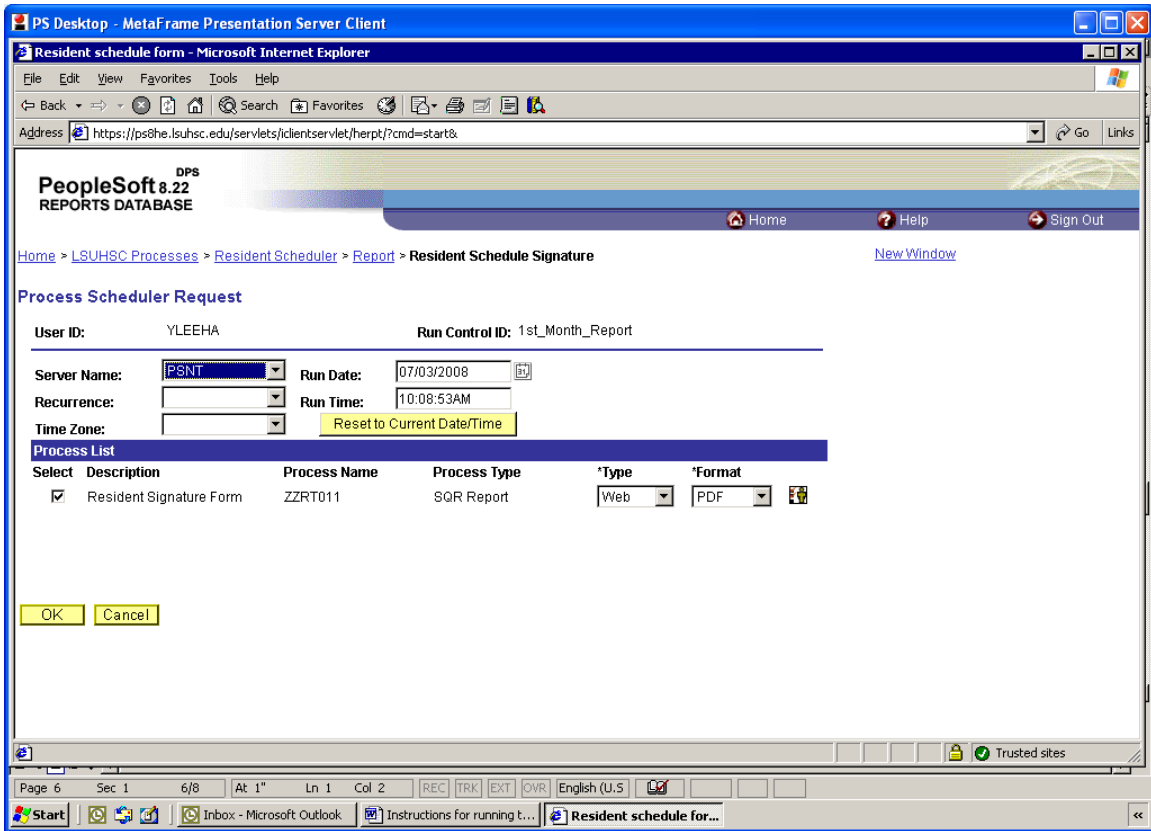 PS Desktop - MetaFrame Presentation Server Client
Resident schedule form - Microsoft Internet Explorer
File Edit View Favorites Tools Help
Back Search Favorites
Address https://ps8he.lsuhsc.edu/servlets/iclientservlet/herpt/?cmd=start& Go Links
DPS
PeopleSoft 8.22
REPORTS DATABASE
Home Help Sign Out
Home > LSUHSC Processes > Resident Scheduler > Report > Resident Schedule Signature New Window
Process Scheduler Request
User ID: YLEEHA Run Control ID: 1st_Month_Report
Server Name: PSNT Run Date: 07/03/2008
Recurrence: Run Time: 10:08:53AM
Time Zone: Reset to Current Date/Time
Process List
Select Description Process Name Process Type *Type *Format
Resident Signature Form ZZRT011 SQR Report Web PDF
OK Cancel
Trusted sites
Page 6 Sec 1 6/8 At 1" Ln 1 Col 2 REC TRK EXT OVR English (U.S
Start Inbox - Microsoft Outlook Instructions for running t... Resident schedule for... «